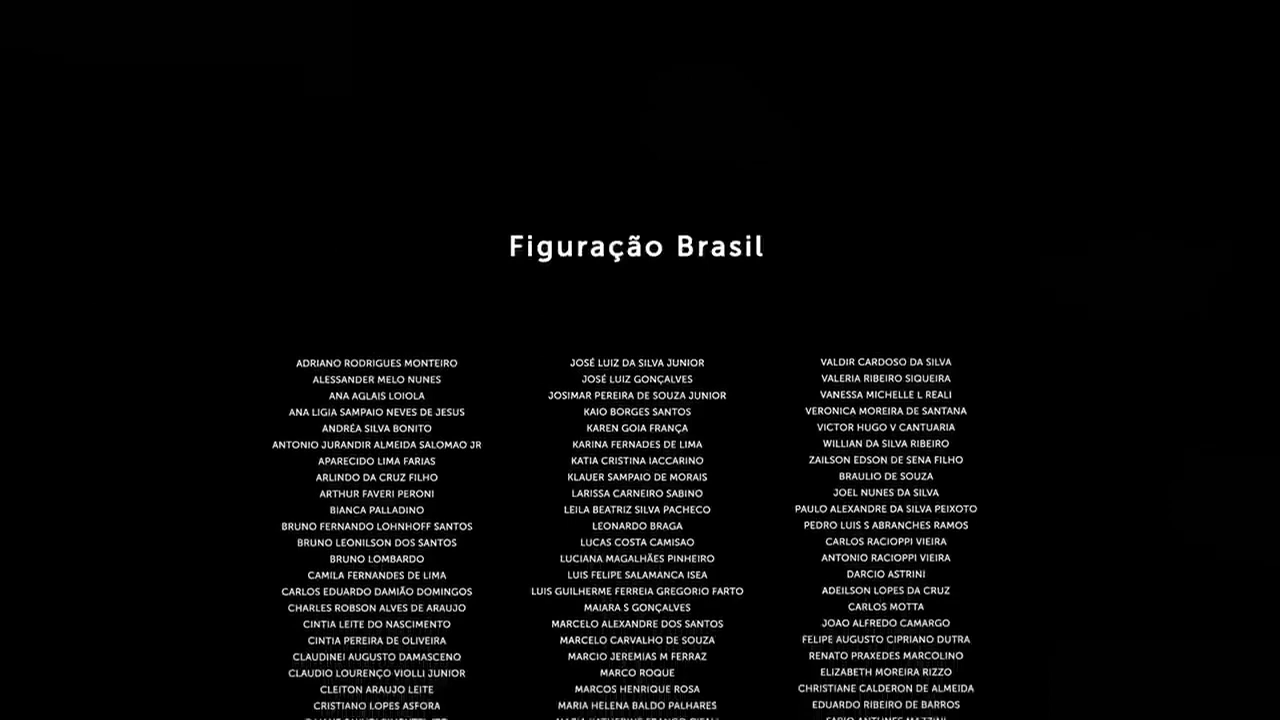 Figuração Brasil
ADRIANO RODRIGUES MONTEIRO
ALESSANDER MELO NUNES
ANA AGLAIS LOIOLA
ANA LIGIA SAMPAIO NEVES DE JESUS
ANDRÉA SILVA BONITO
ANTONIO JURANDIR ALMEIDA SALOMAO JR
APARECIDO LIMA FARIAS
ARLINDO DA CRUZ FILHO
ARTHUR FAVERI PERONI
BIANCA PALLADINO
BRUNO FERNANDO LOHNHOFF SANTOS
BRUNO LEONILSON DOS SANTOS
BRUNO LOMBARDO
CAMILA FERNANDES DE LIMA
CARLOS EDUARDO DAMIÃO DOMINGOS
CHARLES ROBSON ALVES DE ARAUJO
CINTIA LEITE DO NASCIMENTO
CINTIA PEREIRA DE OLIVEIRA
CLAUDINEI AUGUSTO DAMASCENO
CLAUDIO LOURENÇO VIOLLI JUNIOR
CLEITON ARAUJO LEITE
CRISTIANO LOPES ASFORA
JOSÉ LUIZ DA SILVA JUNIOR
JOSÉ LUIZ GONÇALVES
JOSIMAR PEREIRA DE SOUZA JUNIOR
KAIO BORGES SANTOS
KAREN GOIA FRANÇA
KARINA FERNADES DE LIMA
KATIA CRISTINA IACCARINO
KLAUER SAMPAIO DE MORAIS
LARISSA CARNEIRO SABINO
LEILA BEATRIZ SILVA PACHECO
LEONARDO BRAGA
LUCAS COSTA CAMISAO
LUCIANA MAGALHÃES PINHEIRO
LUIS FELIPE SALAMANCA ISEA
LUIS GUILHERME FERREIA GREGORIO FARTO
MAIARA S GONÇALVES
MARCELO ALEXANDRE DOS SANTOS
MARCELO CARVALHO DE SOUZA
MARCIO JEREMIAS M FERRAZ
MARCO ROQUE
MARCOS HENRIQUE ROSA
MARIA HELENA BALDO PALHARES
VALDIR CARDOSO DA SILVA
VALERIA RIBEIRO SIQUEIRA
VANESSA MICHELLE L REALI
VERONICA MOREIRA DE SANTANA
VICTOR HUGO V CANTUARIA
WILLIAN DA SILVA RIBEIRO
ZAILSON EDSON DE SENA FILHO
BRAULIO DE SOUZA
JOEL NUNES DA SILVA
PAULO ALEXANDRE DA SILVA PEIXOTO
PEDRO LUIS S ABRANCHES RAMOS
CARLOS RACIOPPI VIEIRA
ANTONIO RACIOPPI VIEIRA
DARCIO ASTRINI
ADEILSON LOPES DA CRUZ
CARLOS MOTTA
JOAO ALFREDO CAMARGO
FELIPE AUGUSTO CIPRIANO DUTRA
RENATO PRAXEDES MARCOLINO
ELIZABETH MOREIRA RIZZO
CHRISTIANE CALDERON DE ALMEIDA
EDUARDO RIBEIRO DE BARROS